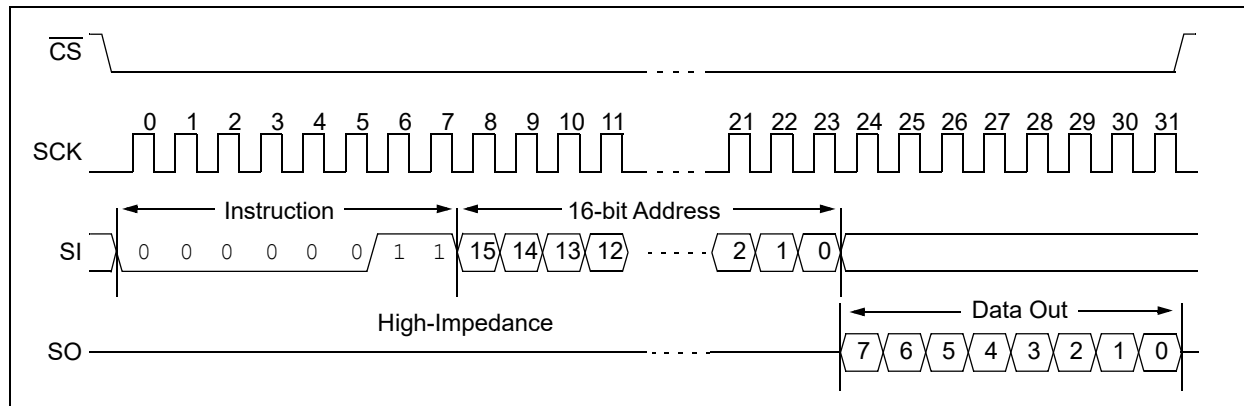 CS
0 1 2 3 4 5 6 7 8 9 10 11 21 22 23 24 25 26 27 28 29 30 31
SCK
Instruction 16-bit Address
SI 0 0 0 0 0 0 1 1 15 14 13 12 2 1 0
Data Out
High-Impedance
SO 7 6 5 4 3 2 1 0